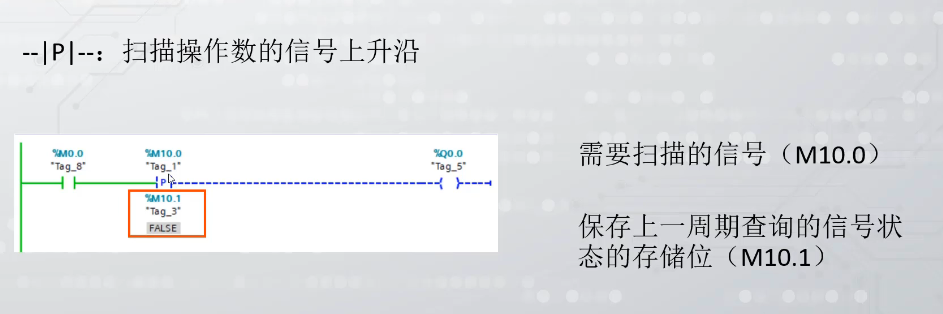 --|P|--：扫描操作数的信号上升沿
%M0.0
"Tag_8"
%M10.0
"Tag_1"
P
%M10.1
"Tag_3"
FALSE
%Q0.0
"Tag_5"
需要扫描的信号（M10.0）
保存上一周期查询的信号状
态的存储位（M10.1）